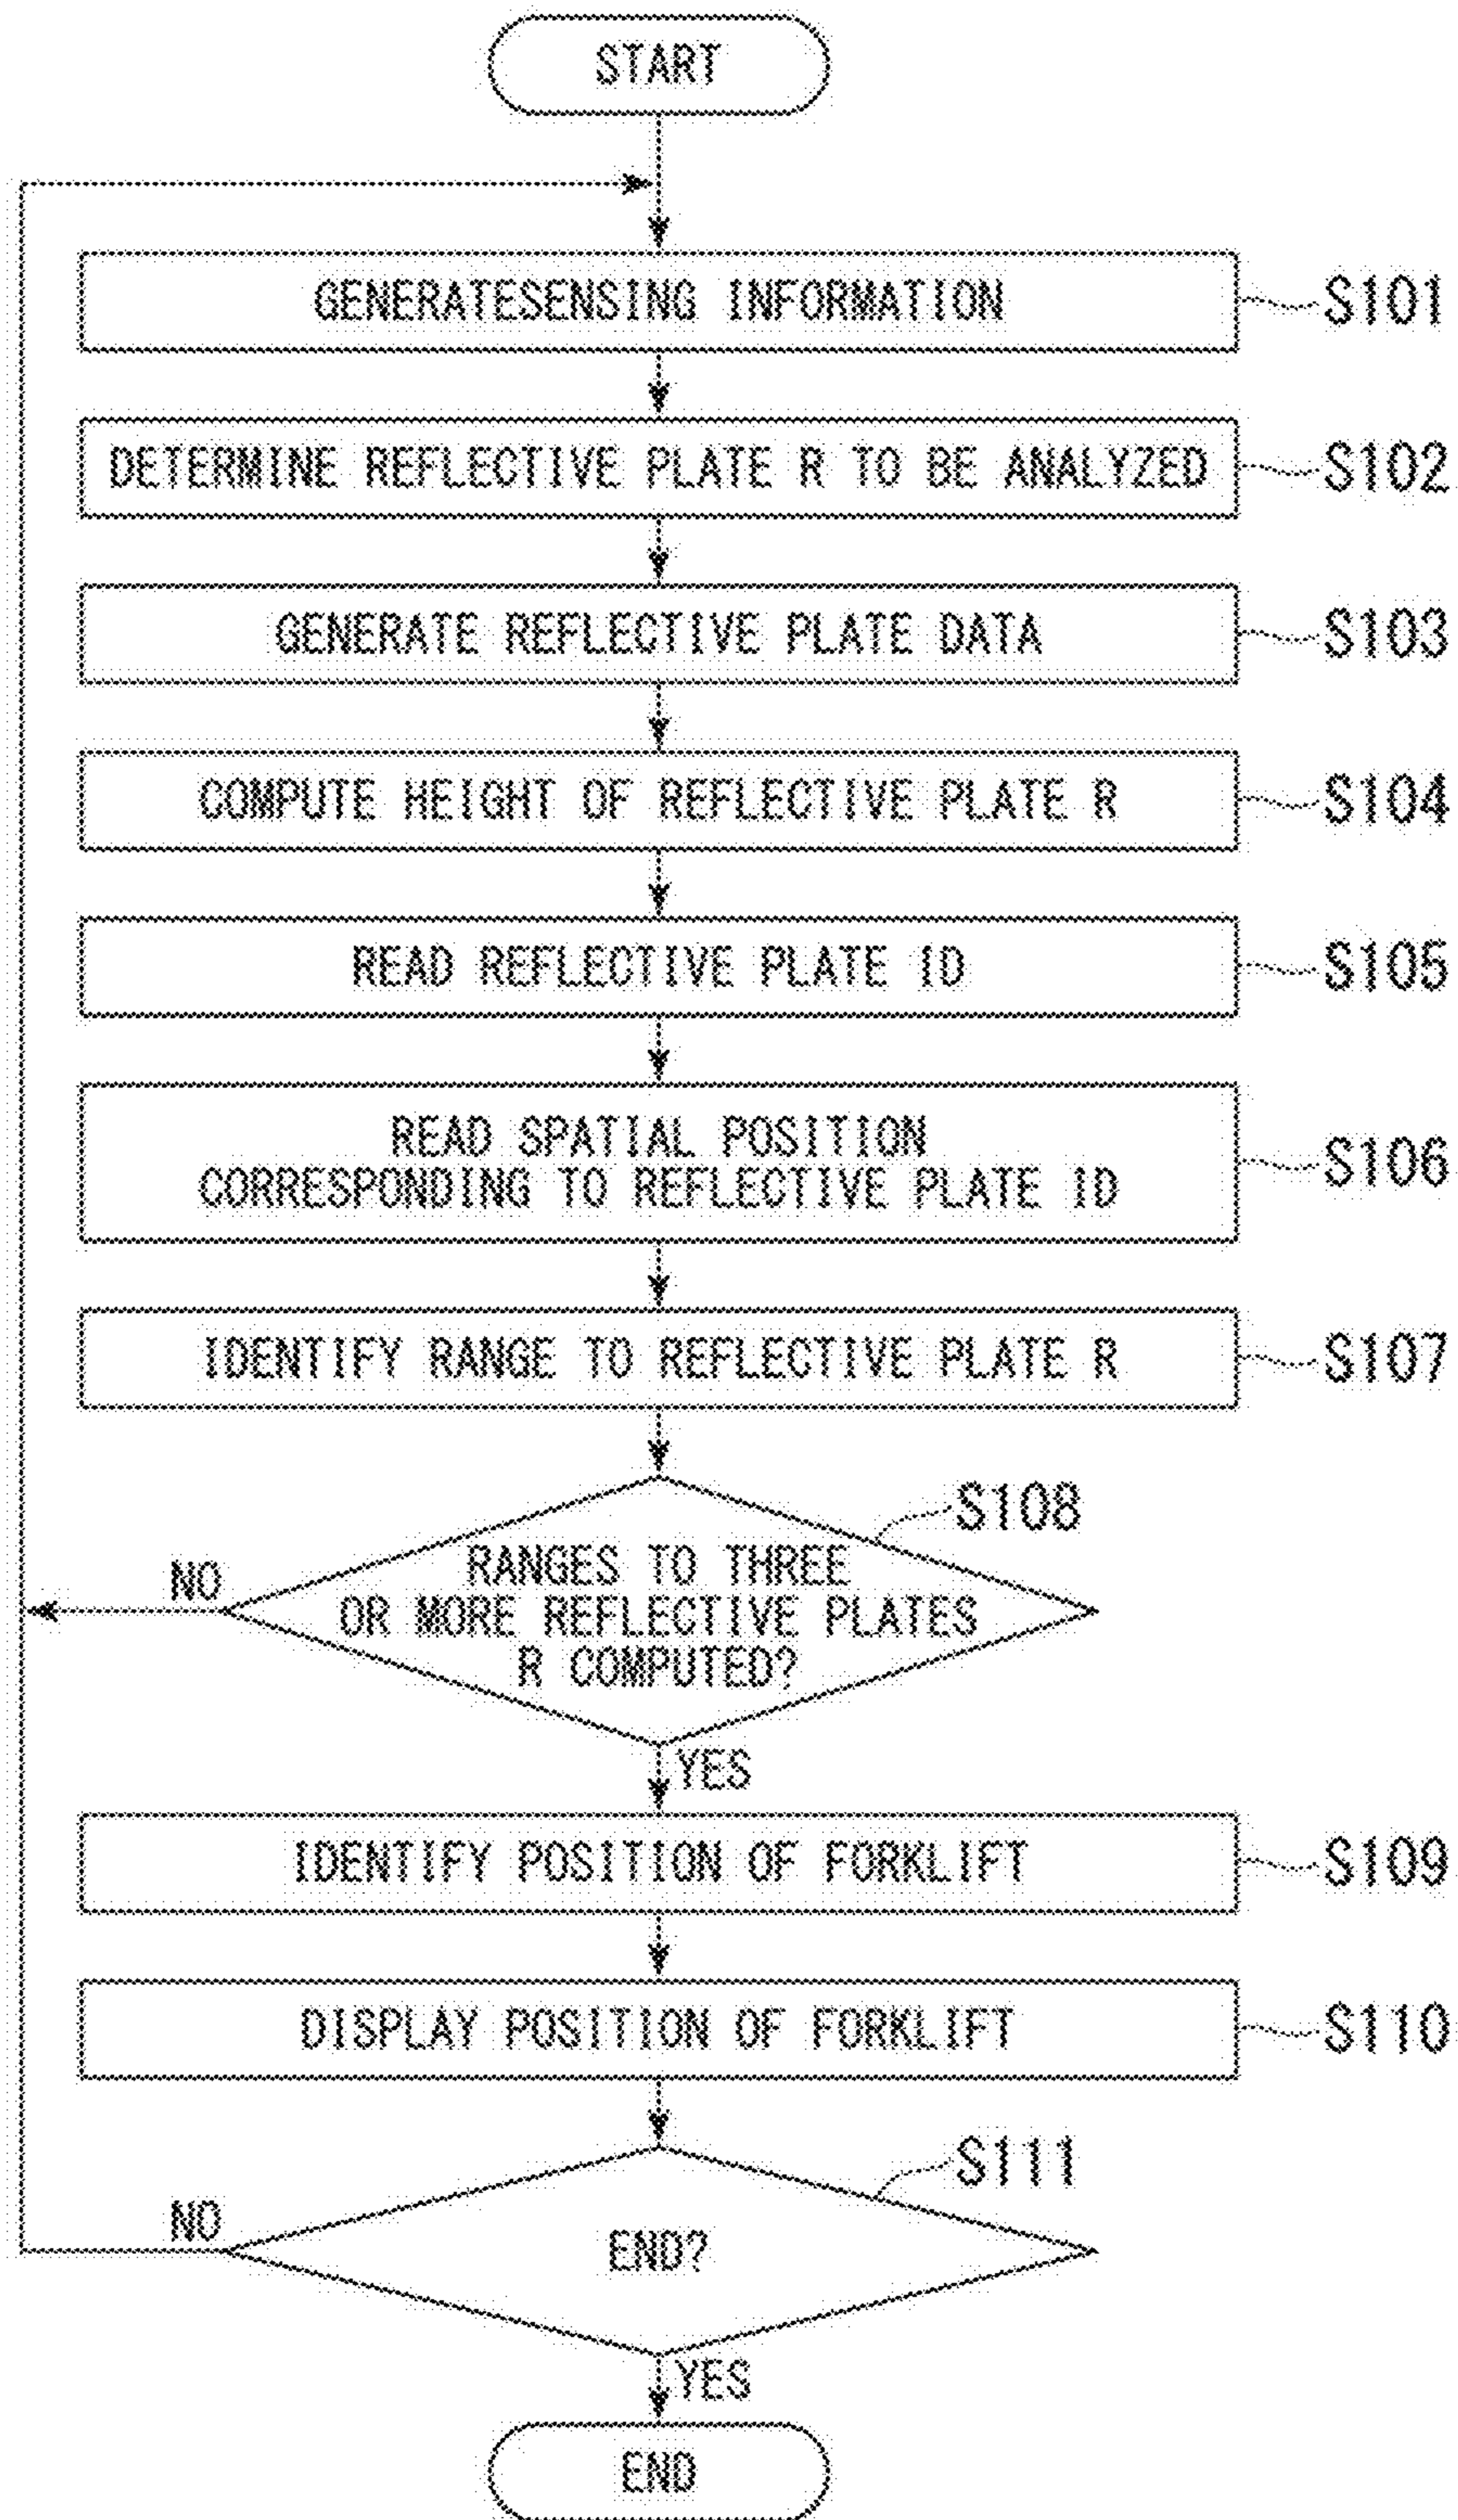 START
GENERATESENSING INFORMATION
S101
DETERMINE REFLECTIVE PLATE R TO BE ANALYZED
S102
GENERATE REFLECTIVE PLATE DATA
S103
COMPUTE HEIGHT OF REFLECTIVE PLATE R
S104
READ REFLECTIVE PLATE ID
S105
READ SPATIAL POSITION
CORRESPONDING TO REFLECTIVE PLATE ID
S106
IDENTIFY RANGE TO REFLECTIVE PLATE R
S107
S108
NO
RANGES TO THREE
OR MORE REFLECTIVE PLATES
R COMPUTED?
YES
IDENTIFY POSITION OF FORKLIFT
S109
DISPLAY POSITION OF FORKLIFT
S110
S111
NO
END?
YES
END